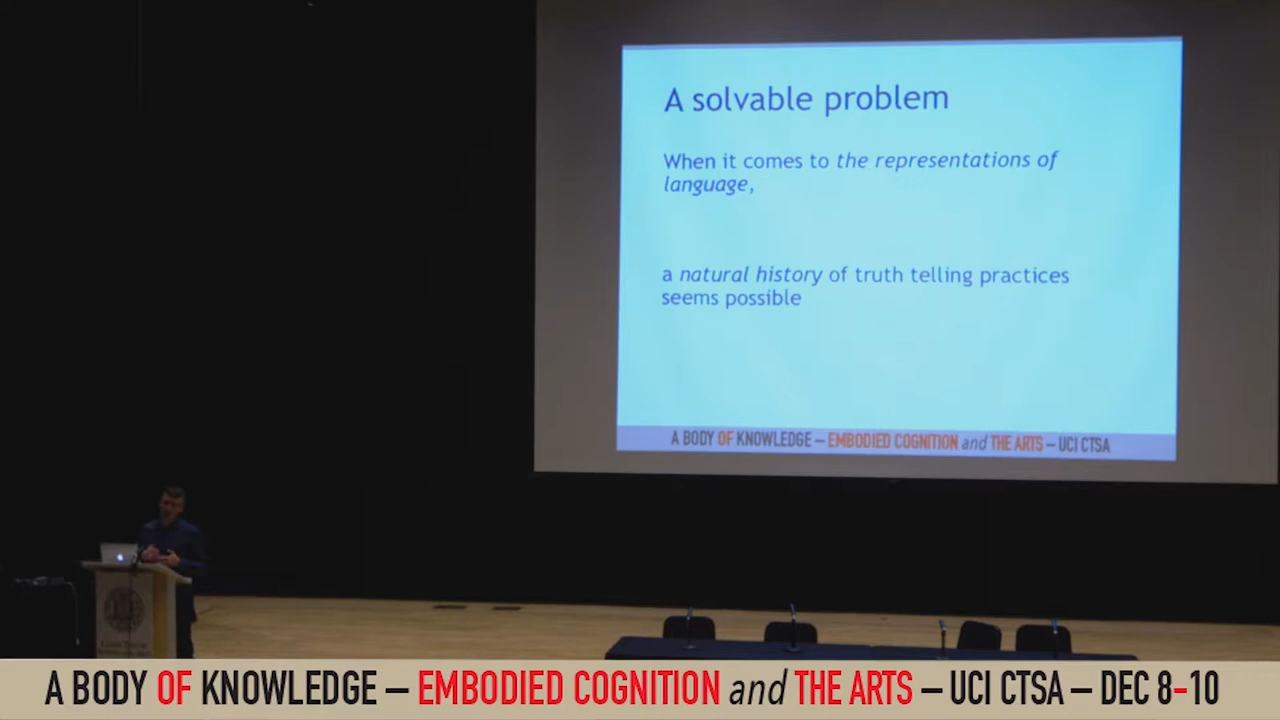 A solvable problem
When it comes to the representations of
language,
a natural history of truth telling practices
seems possible
A BODY OF KNOWLEDGE – EMBODIED COGNITION and THE ARTS – UCI CTSA
A BODY OF KNOWLEDGE – EMBODIED COGNITION and THE ARTS – UCI CTSA – DEC 8-10